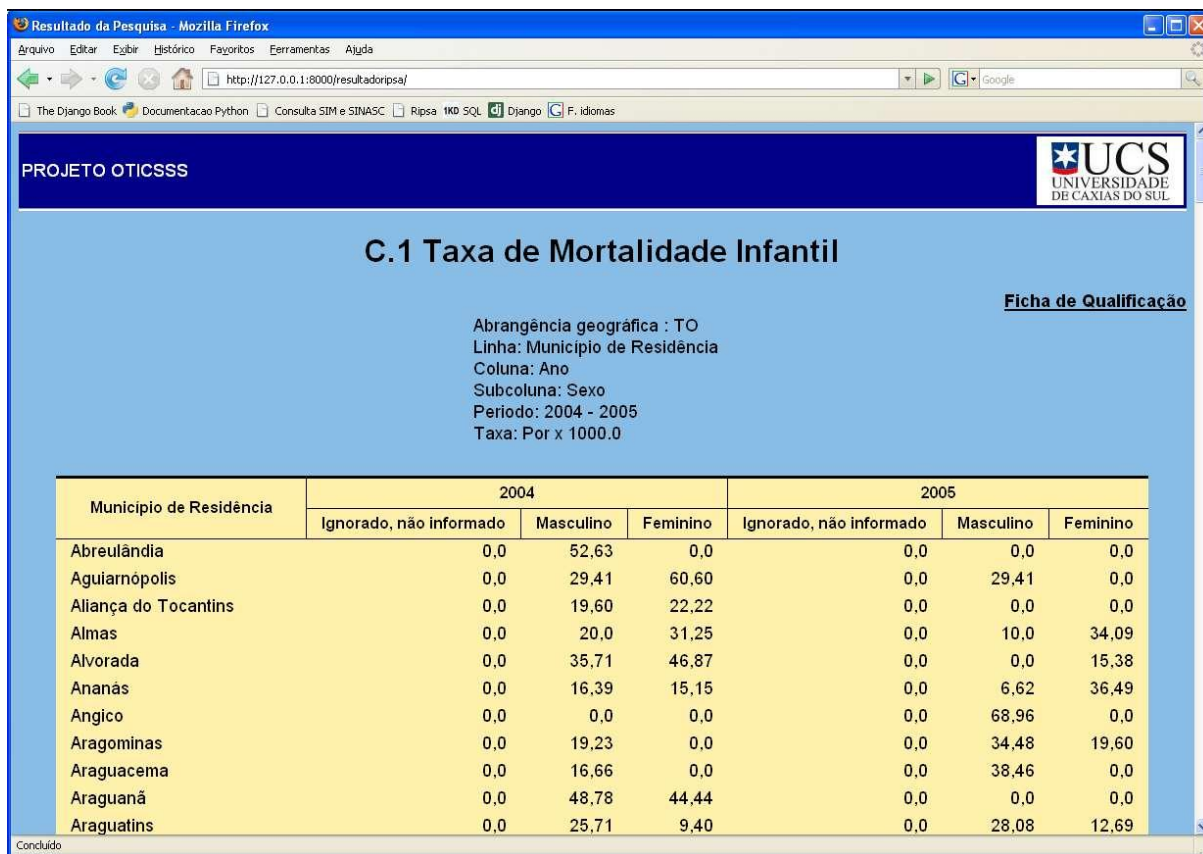 Resultado da Pesquisa - Mozilla Firefox
Arquivo Editar Exibir Histórico Favoritos Ferramentas Ajuda
http://127.0.0.1:8000/resultadoripsa/ G Google
The Django Book Documentacao Python Consulta SIM e SINASC Ripsa 1KD SQL dj Django G F. idiomas
PROJETO OTICSSS
UCS
UNIVERSIDADE
DE CAXIAS DO SUL
C.1 Taxa de Mortalidade Infantil
Ficha de Qualificação
Abrangência geográfica : TO
Linha: Município de Residência
Coluna: Ano
Subcoluna: Sexo
Periodo: 2004 - 2005
Taxa: Por x 1000.0
Município de Residência 2004 2005
Ignorado, não informado Masculino Feminino Ignorado, não informado Masculino Feminino
Abreulândia 0,0 52,63 0,0 0,0 0,0 0,0
Aguiarnópolis 0,0 29,41 60,60 0,0 29,41 0,0
Aliança do Tocantins 0,0 19,60 22,22 0,0 0,0 0,0
Almas 0,0 20,0 31,25 0,0 10,0 34,09
Alvorada 0,0 35,71 46,87 0,0 0,0 15,38
Ananás 0,0 16,39 15,15 0,0 6,62 36,49
Angico 0,0 0,0 0,0 0,0 68,96 0,0
Aragominas 0,0 19,23 0,0 0,0 34,48 19,60
Araguacema 0,0 16,66 0,0 0,0 38,46 0,0
Araguanã 0,0 48,78 44,44 0,0 0,0 0,0
Araguatins 0,0 25,71 9,40 0,0 28,08 12,69
Concluído